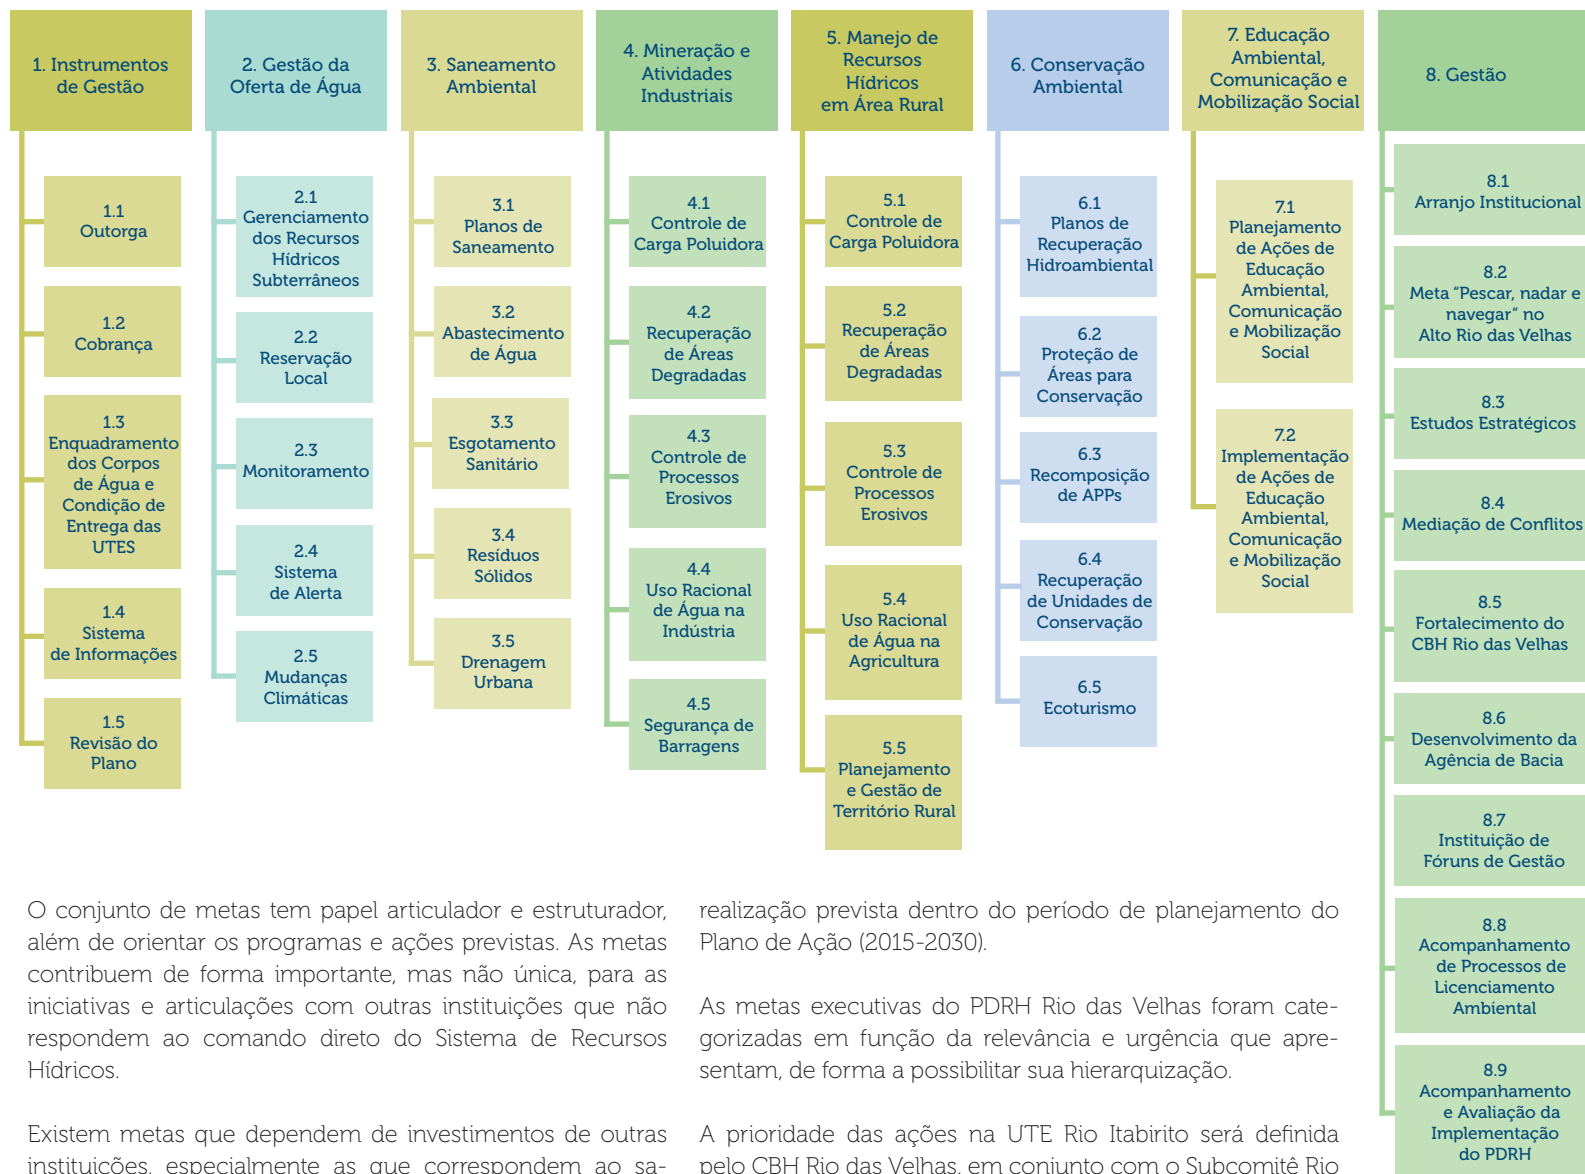 1. Instrumentos
de Gestão
1.1
Outorga
1.2
Cobrança
1.3
Enquadramento
dos Corpos
de Água e
Condição de
Entrega das
UTES
1.4
Sistema
de Informações
1.5
Revisão do
Plano
2. Gestão da
Oferta de Água
2.1
Gerenciamento
dos Recursos
Hídricos
Subterrâneos
2.2
Reservação
Local
2.3
Monitoramento
2.4
Sistema
de Alerta
2.5
Mudanças
Climáticas
3. Saneamento
Ambiental
3.1
Planos de
Saneamento
3.2
Abastecimento
de Água
3.3
Esgotamento
Sanitário
3.4
Resíduos
Sólidos
3.5
Drenagem
Urbana
4. Mineração e
Atividades
Industriais
4.1
Controle de
Carga Poluidora
4.2
Recuperação
de Áreas
Degradadas
4.3
Controle de
Processos
Erosivos
4.4
Uso Racional
de Água na
Indústria
4.5
Segurança de
Barragens
5. Manejo de
Recursos
Hídricos
em Área Rural
5.1
Controle de
Carga Poluidora
5.2
Recuperação
de Áreas
Degradadas
5.3
Controle de
Processos
Erosivos
5.4
Uso Racional
de Água na
Agricultura
5.5
Planejamento
e Gestão de
Território Rural
6. Conservação
Ambiental
6.1
Planos de
Recuperação
Hidroambiental
6.2
Proteção de
Áreas para
Conservação
6.3
Recomposição
de APPs
6.4
Recuperação
de Unidades de
Conservação
6.5
Ecoturismo
7. Educação
Ambiental,
Comunicação e
Mobilização Social
7.1
Planejamento
de Ações de
Educação
Ambiental,
Comunicação
e Mobilização
Social
7.2
Implementação
de Ações de
Educação
Ambiental,
Comunicação
e Mobilização
Social
8. Gestão
8.1
Arranjo Institucional
8.2
Meta “Pescar, nadar e
navegar” no
Alto Rio das Velhas
8.3
Estudos Estratégicos
8.4
Mediação de Conflitos
8.5
Fortalecimento do
CBH Rio das Velhas
8.6
Desenvolvimento da
Agência de Bacia
8.7
Instituição de
Fóruns de Gestão
8.8
Acompanhamento
de Processos de
Licenciamento
Ambiental
8.9
Acompanhamento
e Avaliação da
Implementação
do PDRH
O conjunto de metas tem papel articulador e estruturador,
além de orientar os programas e ações previstas. As metas
contribuem de forma importante, mas não única, para as
iniciativas e articulações com outras instituições que não
respondem ao comando direto do Sistema de Recursos
Hídricos.
Existem metas que dependem de investimentos de outras
instituições, especialmente as que correspondem ao sa-
realização prevista dentro do período de planejamento do
Plano de Ação (2015-2030).
As metas executivas do PDRH Rio das Velhas foram cate-
gorizadas em função da relevância e urgência que apre-
sentam, de forma a possibilitar sua hierarquização.
A prioridade das ações na UTE Rio Itabirito será definida
pelo CBH Rio das Velhas, em conjunto com o Subcomitê Rio